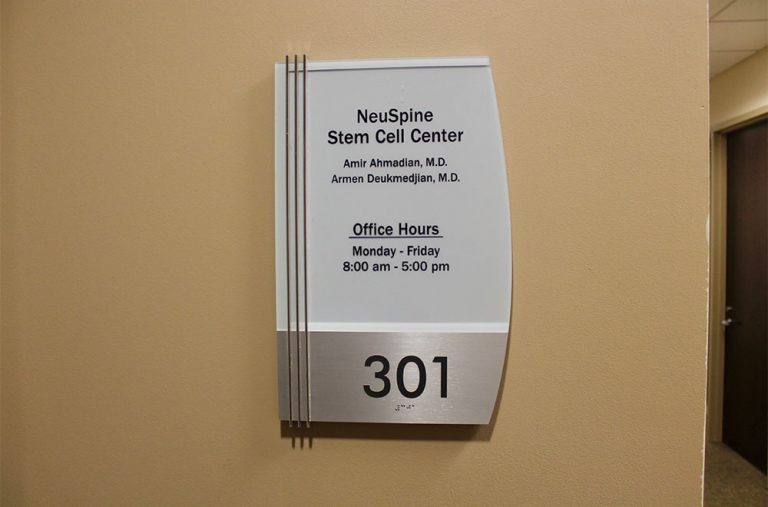 NeuSpine
Stem Cell Center
Amir Ahmadian, M.D.
Armen Deukmedjian, M.D.
Office Hours
Monday - Friday
8:00 am - 5:00 pm
301